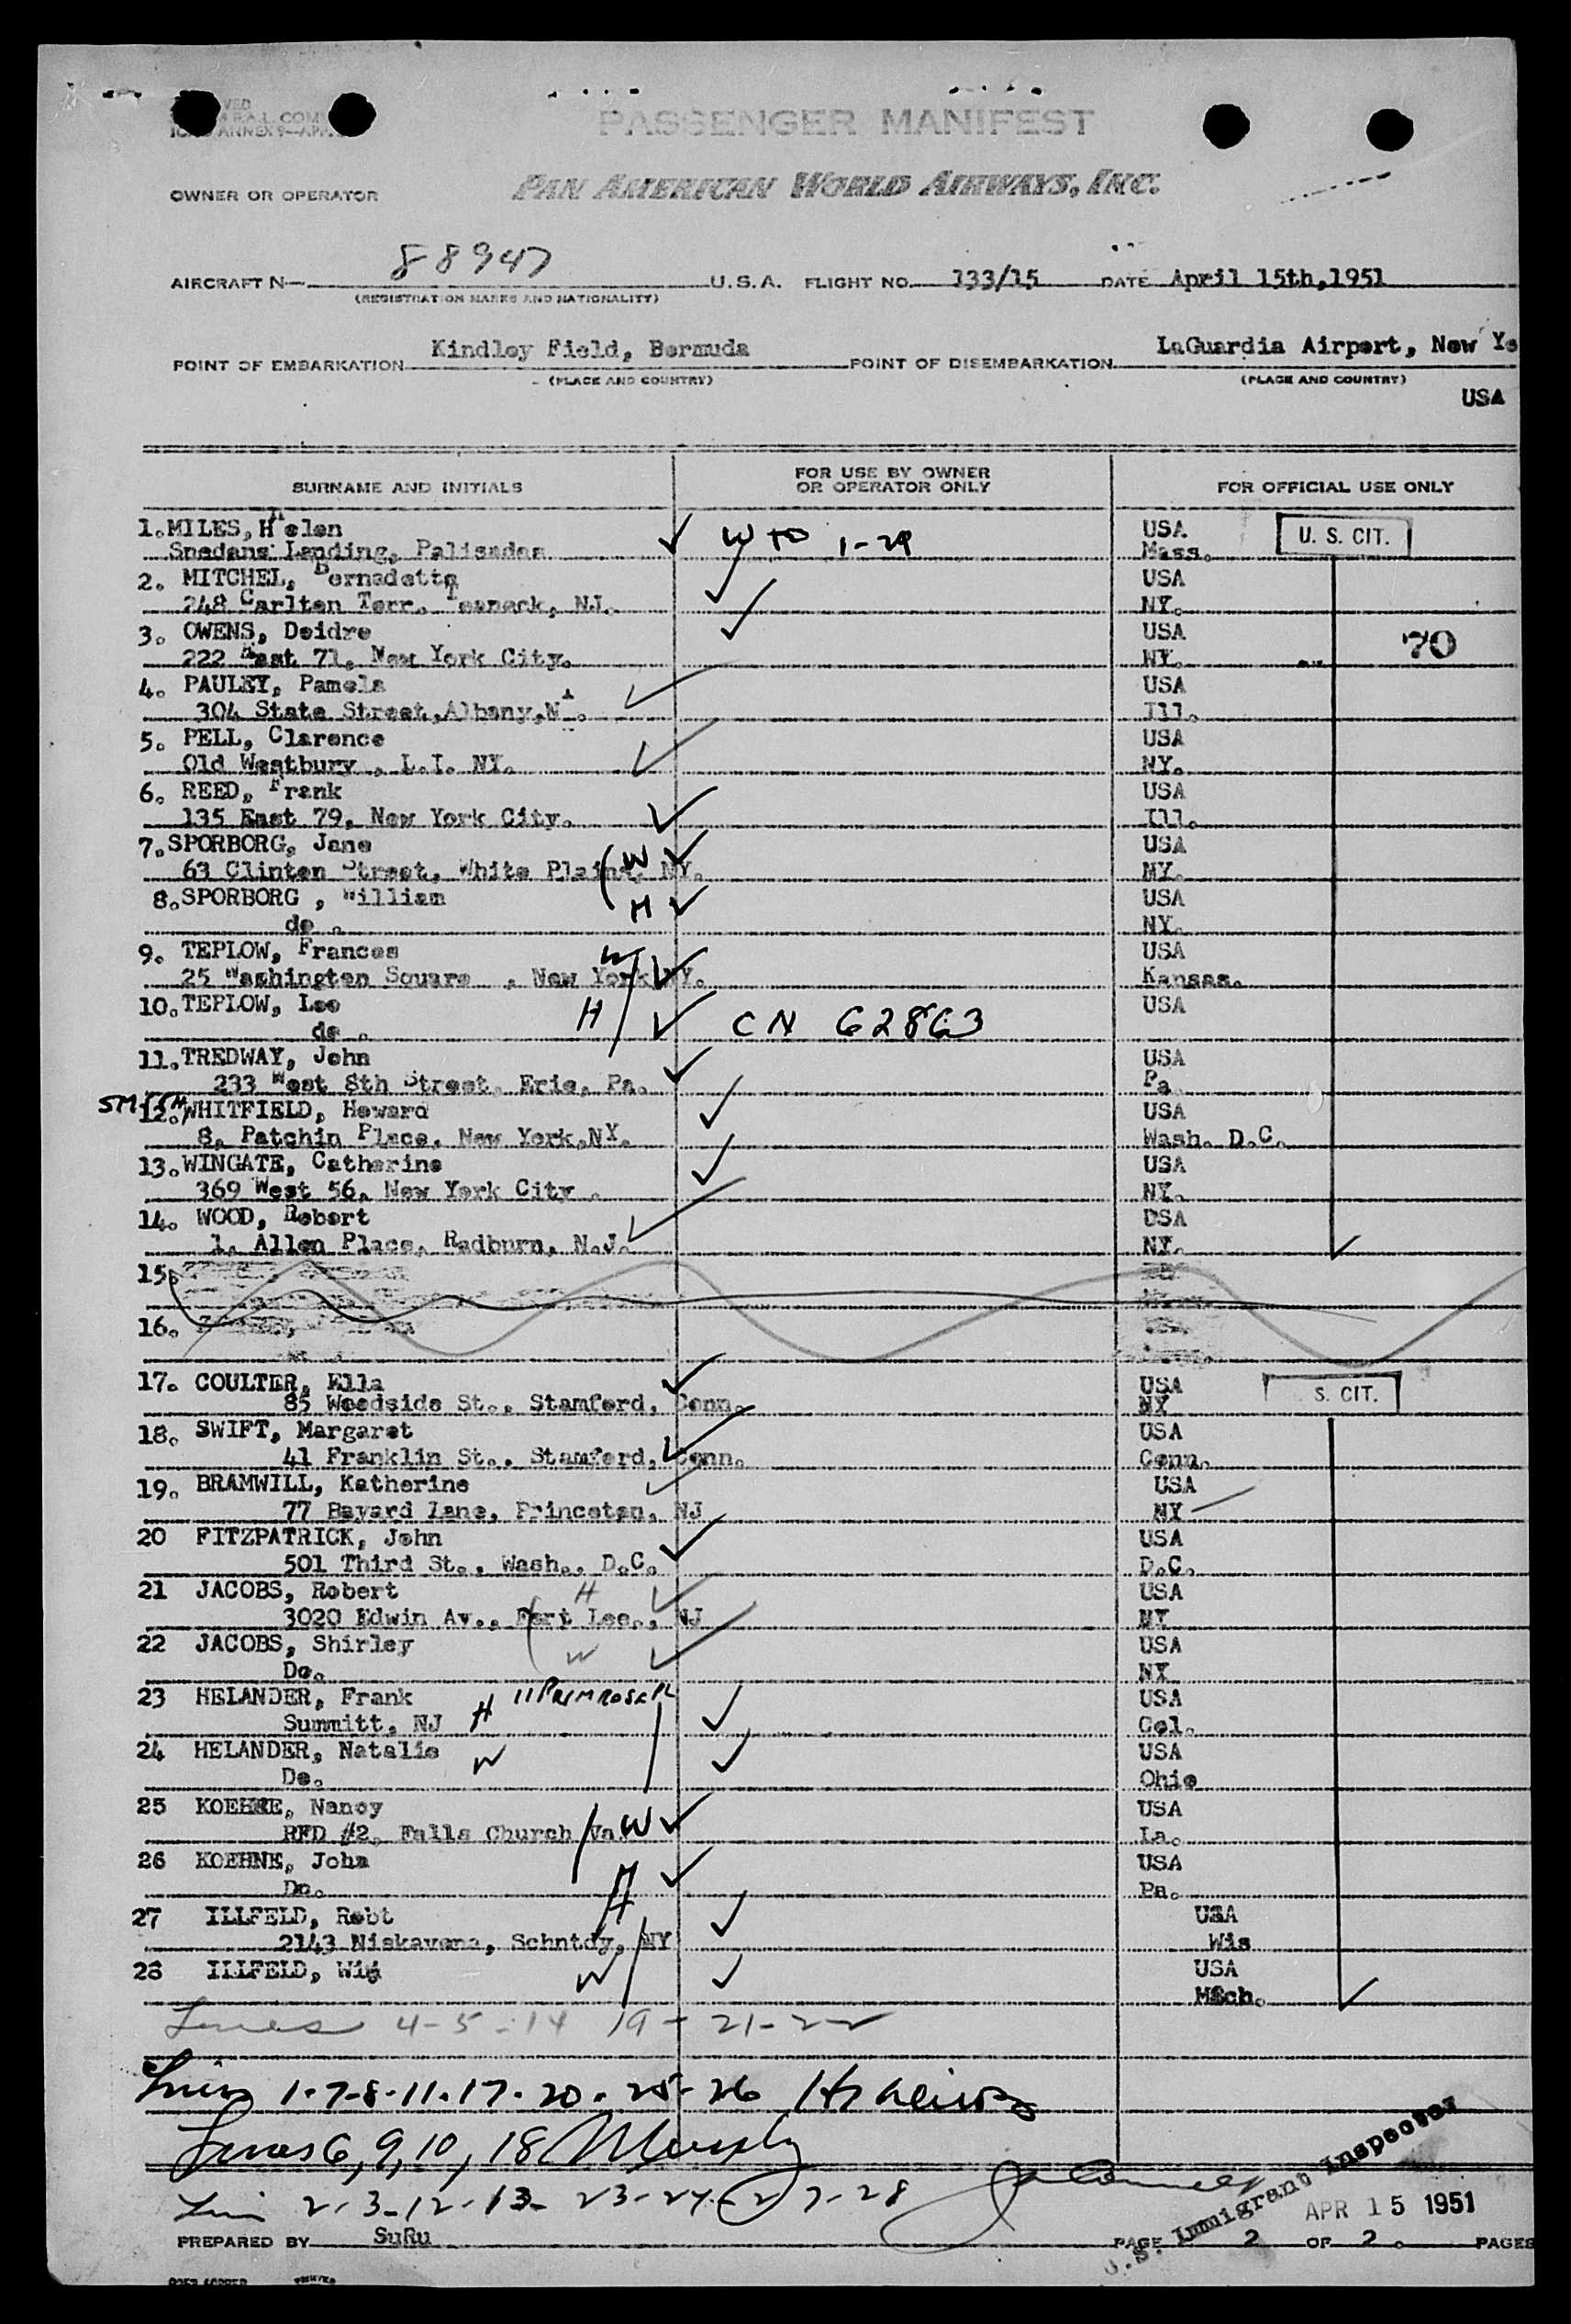 PASSENGER MANIFEST
OWNER OR OPERATOR PAN AMERICAN WORLD AIRWAYS, INC.
AIRCRAFT N— 88947 U.S.A. FLIGHT NO. 133/15 DATE April 15th,1951
(REGISTRATION MARKS AND NATIONALITY)
POINT OF EMBARKATION Kindley Field, Bermuda POINT OF DISEMBARKATION LaGuardia Airport, New Yo
(PLACE AND COUNTRY) (PLACE AND COUNTRY)
USA
SURNAME AND INITIALS FOR USE BY OWNER OR OPERATOR ONLY FOR OFFICIAL USE ONLY
1. MILES, Helen W TO 1-29 USA U. S. CIT.
Snedans Landing, Palisades Mass.
2. MITCHEL, Bernadette USA
248 Carlton Terr. Teaneck, NJ. NY.
3. OWENS, Deidre USA
222 East 71, New York City. NY. 70
4. PAULEY, Pamela USA
304 State Street,Albany,NY. Ill.
5. PELL, Clarence USA
Old Westbury , L.I. NY. NY.
6. REED, Frank USA
135 East 79, New York City. Ill.
7. SPORBORG, Jane W USA
63 Clinton Street, White Plains, NY. NY.
8. SPORBORG , William H USA
do . NY.
9. TEPLOW, Frances W USA
25 Washington Square , New York NY. Kansas.
10. TEPLOW, Leo H CN 62863 USA
do .
11. TREDWAY, John USA
233 West 8th Street, Erie, Pa. Pa.
SMITH 12. WHITFIELD, Howard USA
8, Patchin Place, New York,NY. Wash. D.C.
13. WINGATE, Catherine USA
369 West 56, New York City . NY.
14. WOOD, Robert USA
1, Allen Place, Radburn, N.J. NY.
15.
16.
17. COULTER, Ella USA S. CIT.
85 Woodside St., Stamford, Conn. NY
18. SWIFT, Margaret USA
41 Franklin St., Stamford, Conn. Conn.
19. BRAMWILL, Katherine USA
77 Bayard Lane, Princeton, NJ NY
20 FITZPATRICK, John USA
501 Third St., Wash., D.C. D.C.
21 JACOBS, Robert H USA
3020 Edwin Av., Fort Lee., NJ NY
22 JACOBS, Shirley W USA
Do. NY
23 HELANDER, Frank 11 PRIMROSE PL USA
Summitt, NJ H Col.
24 HELANDER, Natalie W USA
Do. Ohio
25 KOEHNE, Nancy USA
RFD #2, Falls Church Va. W La.
26 KOEHNE, John H USA
Do. Pa.
27 ILLFELD, Robt H USA
2143 Niskavena, Schntdy, NY Wis
28 ILLFELD, W USA
Mich.
Lines 4-5-14 19-21-22
Lines 1-7-8-11-17-20-25-26
Lines 6,9,10,18 Murphy
Lin 2-3-12-13-23-24-27-28
U.S. Immigrant Inspector
APR 15 1951
PREPARED BY SuRu PAGE 2 OF 2. PAGES